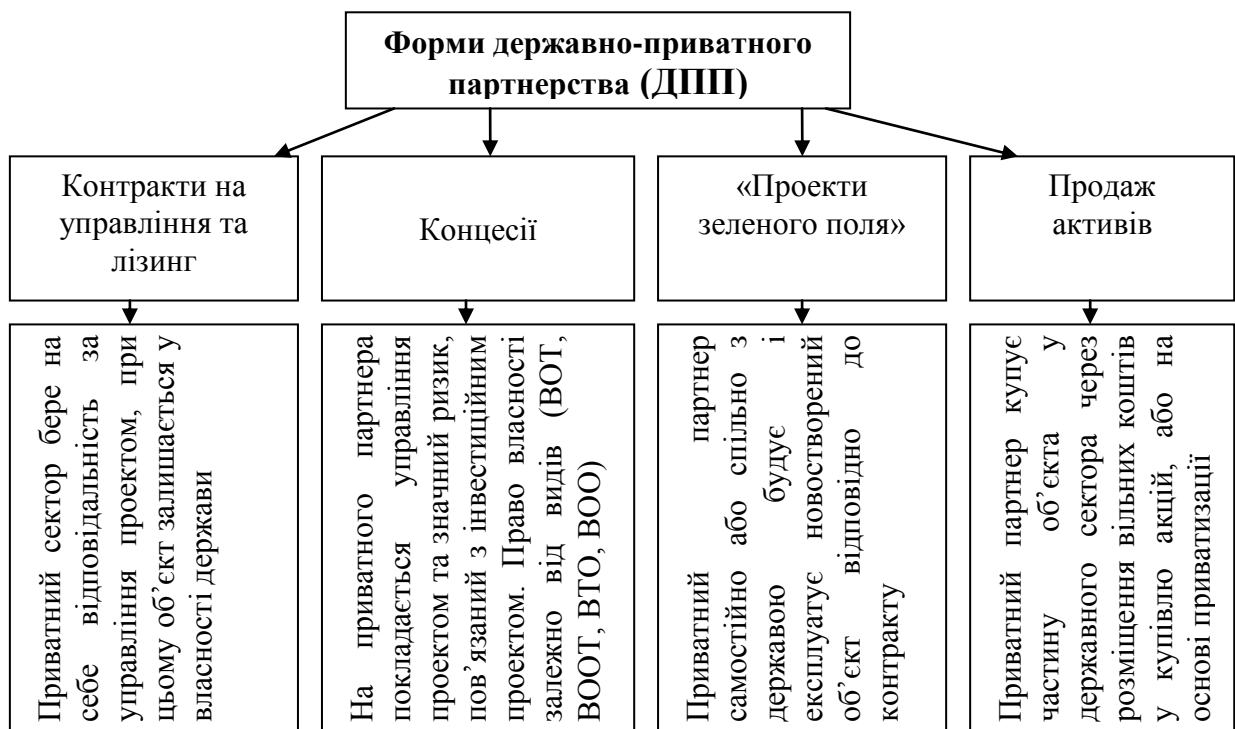 Форми державно-приватного
партнерства (ДПП)
Контракти на
управління та
лізинг
Концесії
«Проекти
зеленого поля»
Продаж
активів
Приватний сектор бере на
себе відповідальність за
управління проектом, при
цьому об’єкт залишається у
власності держави
На приватного партнера
покладається управління
проектом та значний ризик,
пов’язаний з інвестиційним
проектом. Право власності
залежно від видів (BOT,
BOOT, BTO, BOO)
Приватний партнер
самостійно або спільно з
державою будує і
експлуатує новостворений
об’єкт відповідно до
контракту
Приватний партнер купує
частину об’єкта у
державного сектора через
розміщення вільних коштів
у купівлю акцій, або на
основі приватизації